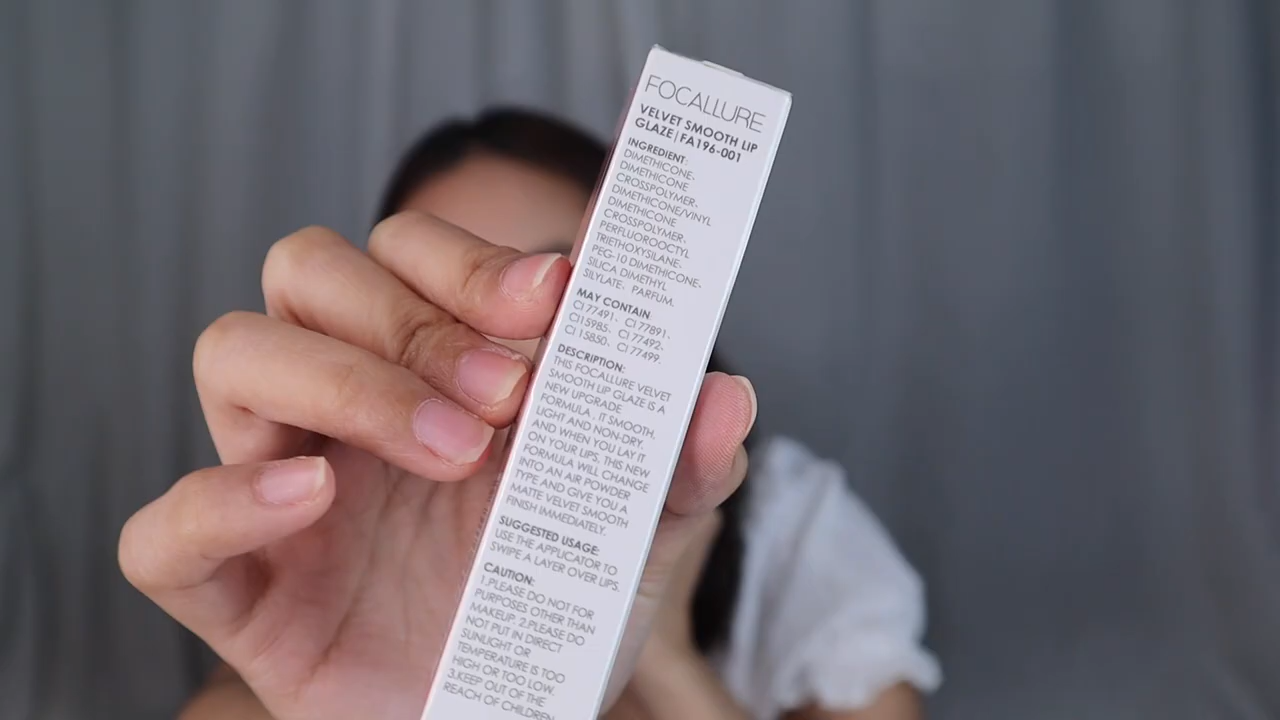 FOCALLURE
VELVET SMOOTH LIP
GLAZE|FA196-001
INGREDIENT:
DIMETHICONE、
DIMETHICONE
CROSSPOLYMER、
DIMETHICONE/VINYL
DIMETHICONE
CROSSPOLYMER、
PERFLUOROOCTYL
TRIETHOXYSILANE、
PEG-10 DIMETHICONE、
SILICA DIMETHYL
SILYLATE、 PARFUM.
MAY CONTAIN
CI 77491、 CI 77891、
CI15985、 CI 77492、
CI 15850、 CI 77499.
DESCRIPTION:
THIS FOCALLURE VELVET
SMOOTH LIP GLAZE IS A
NEW UPGRADE
FORMULA , IT SMOOTH,
LIGHT AND NON-DRY.
AND WHEN YOU LAY IT
ON YOUR LIPS, THIS NEW
FORMULA WILL CHANGE
INTO AN AIR POWDER
TYPE AND GIVE YOU A
MATTE VELVET SMOOTH
FINISH IMMEDIATELY.
SUGGESTED USAGE:
USE THE APPLICATOR TO
SWIPE A LAYER OVER LIPS.
CAUTION:
1.PLEASE DO NOT FOR
PURPOSES OTHER THAN
MAKEUP. 2.PLEASE DO
NOT PUT IN DIRECT
SUNLIGHT OR
TEMPERATURE IS TOO
HIGH OR TOO LOW.
3.KEEP OUT OF THE
REACH OF CHILDREN